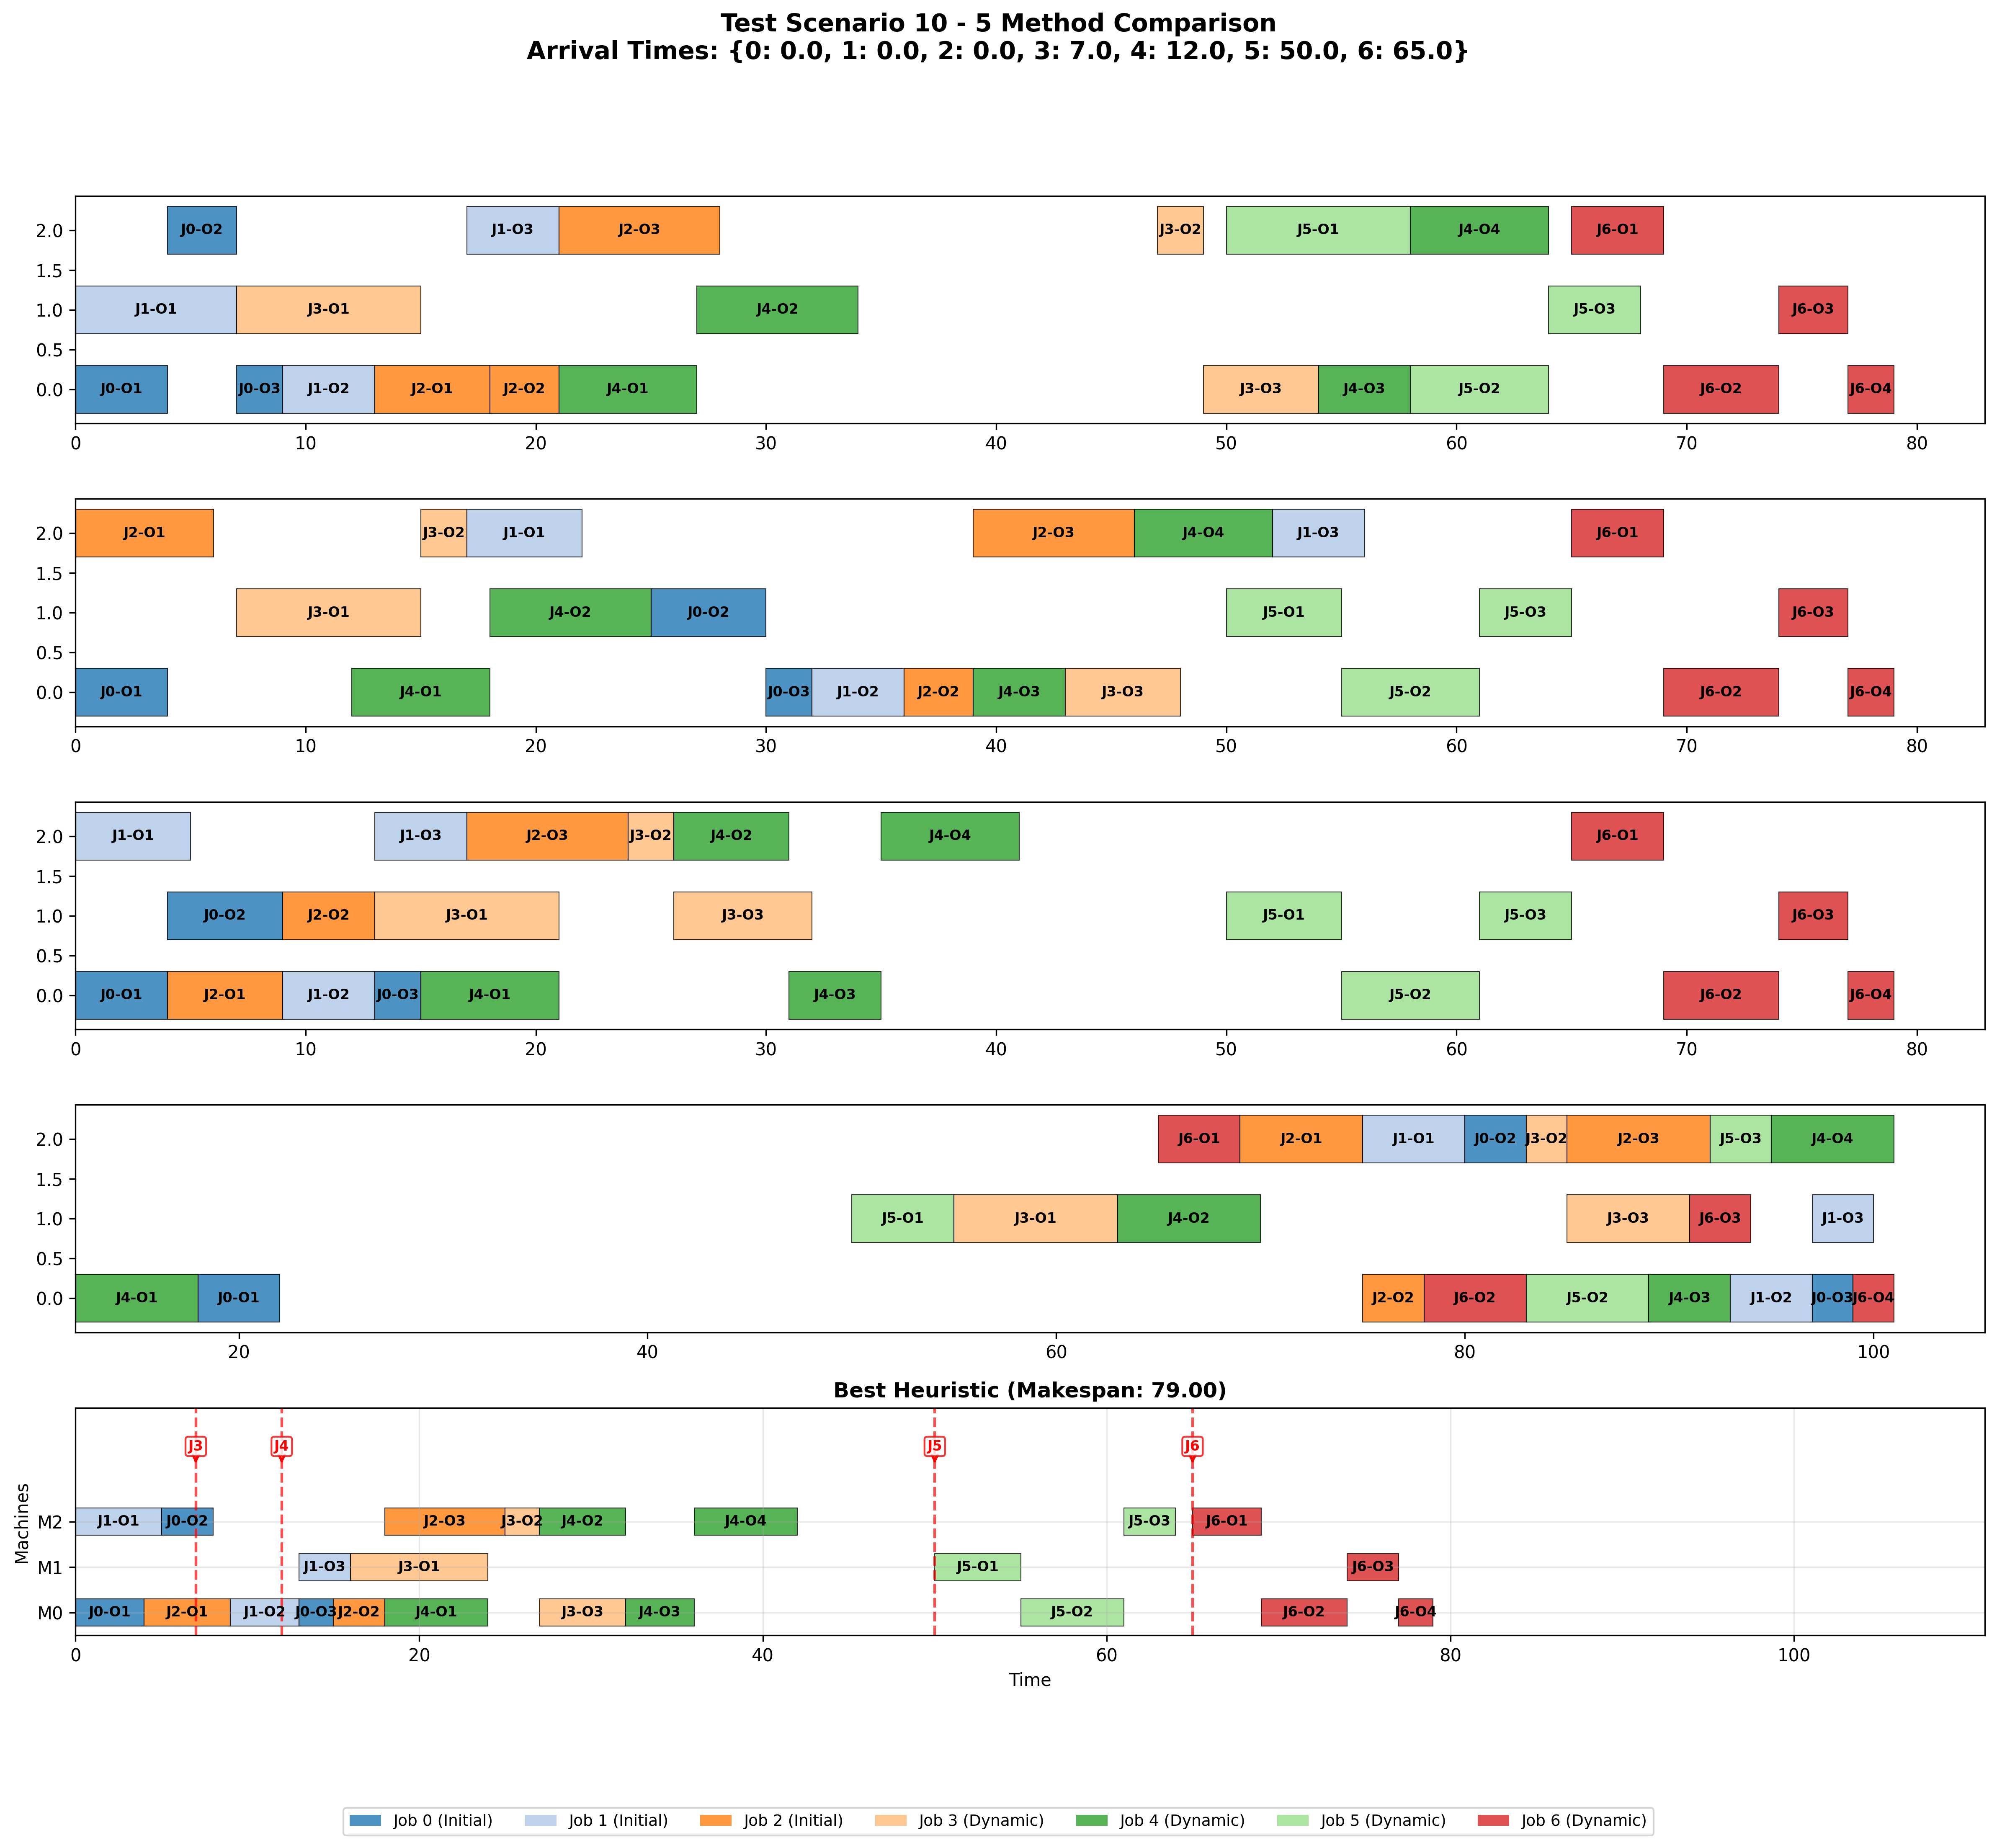 Test Scenario 10 - 5 Method Comparison
Arrival Times: {0: 0.0, 1: 0.0, 2: 0.0, 3: 7.0, 4: 12.0, 5: 50.0, 6: 65.0}
2.0 J0-O2 J1-O3 J2-O3 J3-O2 J5-O1 J4-O4 J6-O1
1.5
1.0 J1-O1 J3-O1 J4-O2 J5-O3 J6-O3
0.5
0.0 J0-O1 J0-O3 J1-O2 J2-O1 J2-O2 J4-O1 J3-O3 J4-O3 J5-O2 J6-O2 J6-O4
0 10 20 30 40 50 60 70 80
2.0 J2-O1 J3-O2 J1-O1 J2-O3 J4-O4 J1-O3 J6-O1
1.5
1.0 J3-O1 J4-O2 J0-O2 J5-O1 J5-O3 J6-O3
0.5
0.0 J0-O1 J4-O1 J0-O3 J1-O2 J2-O2 J4-O3 J3-O3 J5-O2 J6-O2 J6-O4
0 10 20 30 40 50 60 70 80
2.0 J1-O1 J1-O3 J2-O3 J3-O2 J4-O2 J4-O4 J6-O1
1.5
1.0 J0-O2 J2-O2 J3-O1 J3-O3 J5-O1 J5-O3 J6-O3
0.5
0.0 J0-O1 J2-O1 J1-O2 J0-O3 J4-O1 J4-O3 J5-O2 J6-O2 J6-O4
0 10 20 30 40 50 60 70 80
2.0 J6-O1 J2-O1 J1-O1 J0-O2 J3-O2 J2-O3 J5-O3 J4-O4
1.5
1.0 J5-O1 J3-O1 J4-O2 J3-O3 J6-O3 J1-O3
0.5
0.0 J4-O1 J0-O1 J2-O2 J6-O2 J5-O2 J4-O3 J1-O2 J0-O3 J6-O4
20 40 60 80 100
Best Heuristic (Makespan: 79.00)
J3 J4 J5 J6
Machines
M2 J1-O1 J0-O2 J2-O3 J3-O2 J4-O2 J4-O4 J5-O3 J6-O1
M1 J1-O3 J3-O1 J5-O1 J6-O3
M0 J0-O1 J2-O1 J1-O2 J0-O3 J2-O2 J4-O1 J3-O3 J4-O3 J5-O2 J6-O2 J6-O4
0 20 40 60 80 100
Time
Job 0 (Initial) Job 1 (Initial) Job 2 (Initial) Job 3 (Dynamic) Job 4 (Dynamic) Job 5 (Dynamic) Job 6 (Dynamic)